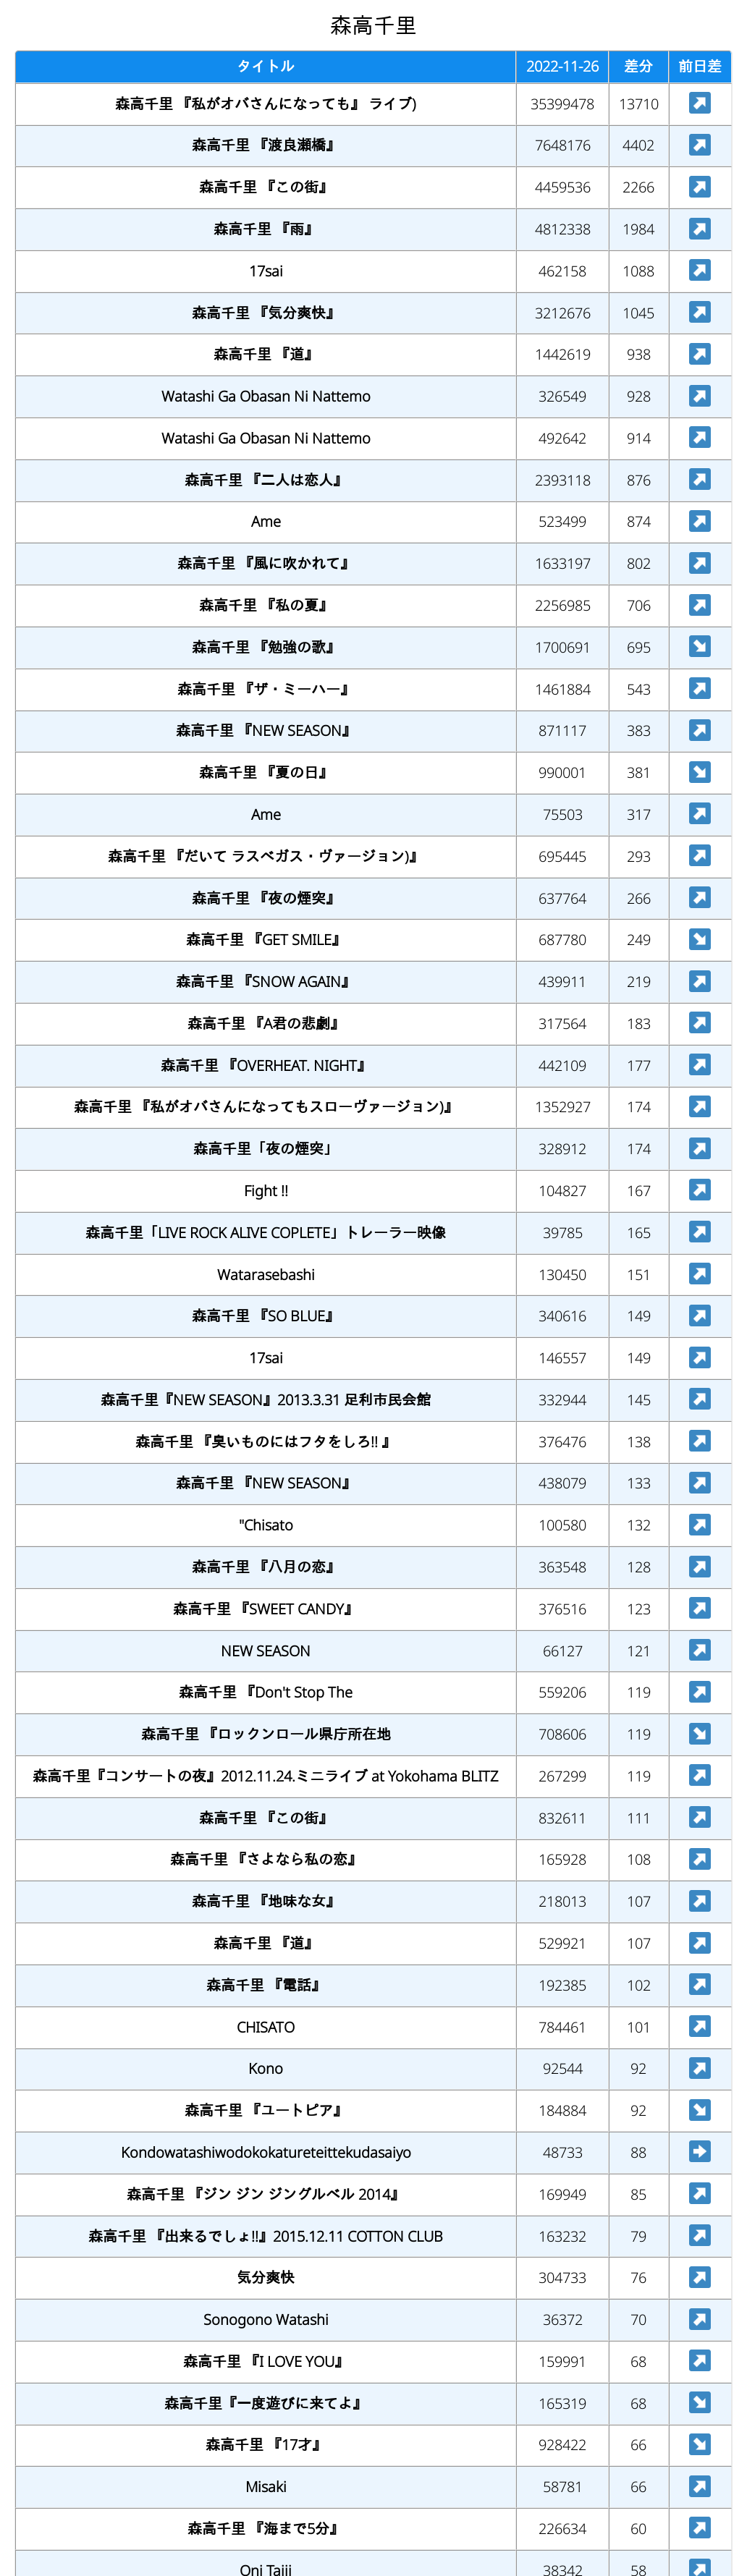 森高千里
タイトル 2022-11-26 差分 前日差
森高千里 『私がオバさんになっても』 ライブ) 35399478 13710
森高千里 『渡良瀬橋』 7648176 4402
森高千里 『この街』 4459536 2266
森高千里 『雨』 4812338 1984
17sai 462158 1088
森高千里 『気分爽快』 3212676 1045
森高千里 『道』 1442619 938
Watashi Ga Obasan Ni Nattemo 326549 928
Watashi Ga Obasan Ni Nattemo 492642 914
森高千里 『二人は恋人』 2393118 876
Ame 523499 874
森高千里 『風に吹かれて』 1633197 802
森高千里 『私の夏』 2256985 706
森高千里 『勉強の歌』 1700691 695
森高千里 『ザ・ミーハー』 1461884 543
森高千里 『NEW SEASON』 871117 383
森高千里 『夏の日』 990001 381
Ame 75503 317
森高千里 『だいて ラスベガス・ヴァージョン)』 695445 293
森高千里 『夜の煙突』 637764 266
森高千里 『GET SMILE』 687780 249
森高千里 『SNOW AGAIN』 439911 219
森高千里 『A君の悲劇』 317564 183
森高千里 『OVERHEAT. NIGHT』 442109 177
森高千里 『私がオバさんになってもスローヴァージョン)』 1352927 174
森高千里「夜の煙突」 328912 174
Fight !! 104827 167
森高千里「LIVE ROCK ALIVE COPLETE」トレーラー映像 39785 165
Watarasebashi 130450 151
森高千里 『SO BLUE』 340616 149
17sai 146557 149
森高千里『NEW SEASON』2013.3.31 足利市民会館 332944 145
森高千里 『臭いものにはフタをしろ!! 』 376476 138
森高千里 『NEW SEASON』 438079 133
"Chisato 100580 132
森高千里 『八月の恋』 363548 128
森高千里 『SWEET CANDY』 376516 123
NEW SEASON 66127 121
森高千里 『Don't Stop The 559206 119
森高千里 『ロックンロール県庁所在地 708606 119
森高千里『コンサートの夜』2012.11.24.ミニライブ at Yokohama BLITZ 267299 119
森高千里 『この街』 832611 111
森高千里 『さよなら私の恋』 165928 108
森高千里 『地味な女』 218013 107
森高千里 『道』 529921 107
森高千里 『電話』 192385 102
CHISATO 784461 101
Kono 92544 92
森高千里 『ユートピア』 184884 92
Kondowatashiwodokokatureteittekudasaiyo 48733 88
森高千里 『ジン ジン ジングルベル 2014』 169949 85
森高千里 『出来るでしょ!!』2015.12.11 COTTON CLUB 163232 79
気分爽快 304733 76
Sonogono Watashi 36372 70
森高千里 『I LOVE YOU』 159991 68
森高千里『一度遊びに来てよ』 165319 68
森高千里 『17才』 928422 66
Misaki 58781 66
森高千里 『海まで5分』 226634 60
Oni Taiji 38342 58